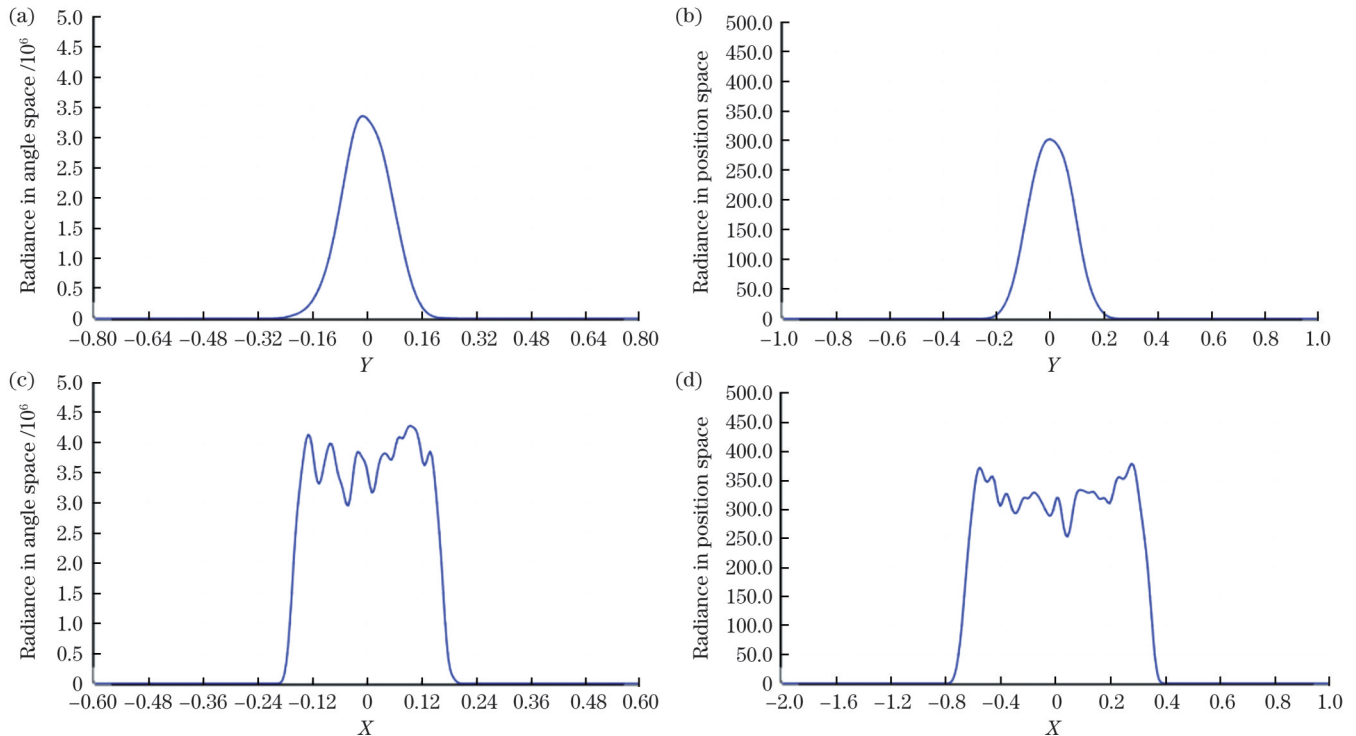 (a)
Radiance in angle space /10⁶
5.0
4.5
4.0
3.5
3.0
2.5
2.0
1.5
1.0
0.5
0
−0.80 −0.64 −0.48 −0.32 −0.16 0 0.16 0.32 0.48 0.64 0.80
Y
(b)
Radiance in position space
500.0
450.0
400.0
350.0
300.0
250.0
200.0
150.0
100.0
50.0
0
−1.0 −0.8 −0.6 −0.4 −0.2 0 0.2 0.4 0.6 0.8 1.0
Y
(c)
Radiance in angle space /10⁶
5.0
4.5
4.0
3.5
3.0
2.5
2.0
1.5
1.0
0.5
0
−0.60 −0.48 −0.36 −0.24 −0.12 0 0.12 0.24 0.36 0.48 0.60
X
(d)
Radiance in position space
500.0
450.0
400.0
350.0
300.0
250.0
200.0
150.0
100.0
50.0
0
−2.0 −1.6 −1.2 −0.8 −0.4 0 0.2 0.4 0.6 0.8 1.0
X